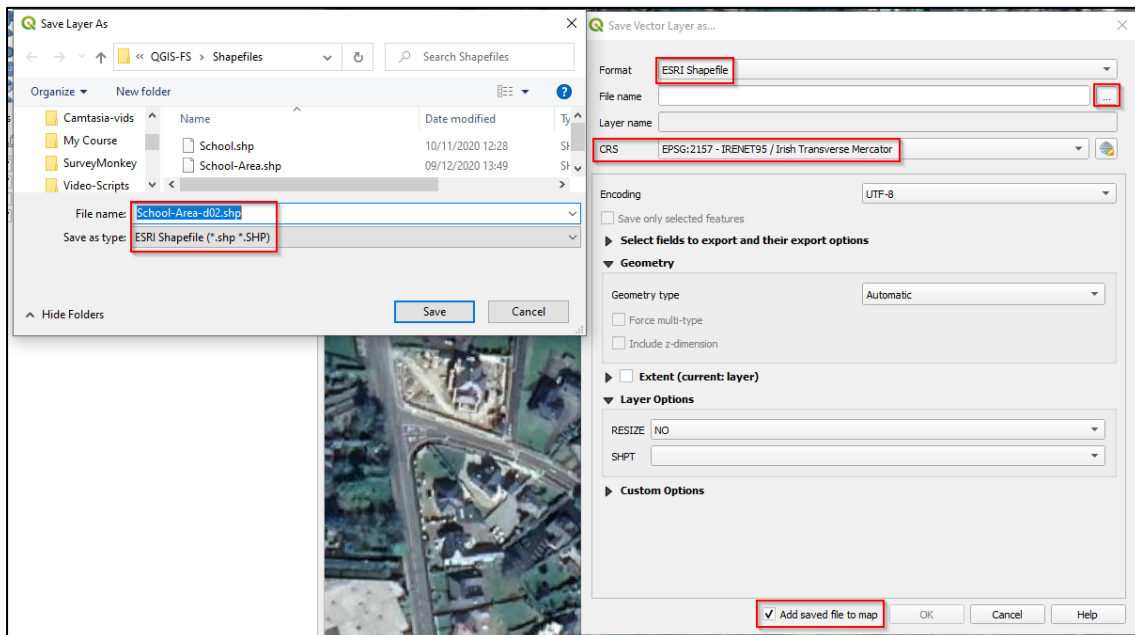 Save Layer As
« QGIS-FS > Shapefiles
Search Shapefiles
Organize
New folder
Camtasia-vids
My Course
SurveyMonkey
Video-Scripts
Name Date modified Ty
School.shp 10/11/2020 12:28 SH
School-Area.shp 09/12/2020 13:49 SH
File name: School-Area-d02.shp
Save as type: ESRI Shapefile (*.shp *.SHP)
Hide Folders
Save
Cancel
Save Vector Layer as...
Format ESRI Shapefile
File name ...
Layer name
CRS EPSG:2157 - IRENET95 / Irish Transverse Mercator
Encoding UTF-8
Save only selected features
Select fields to export and their export options
Geometry
Geometry type Automatic
Force multi-type
Include z-dimension
Extent (current: layer)
Layer Options
RESIZE NO
SHPT
Custom Options
Add saved file to map
OK
Cancel
Help